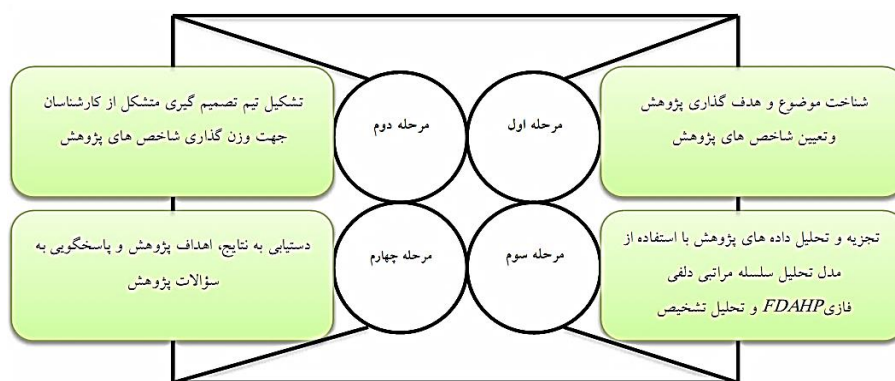 مرحله اول
شناخت موضوع و هدف گذاری پژوهش
وتعیین شاخص های پژوهش
مرحله دوم
تشکیل تیم تصمیم گیری متشکل از کارشناسان
جهت وزن گذاری شاخص های پژوهش
مرحله سوم
تجزیه و تحلیل داده های پژوهش با استفاده از
مدل تحلیل سلسله مراتبی دلفی
فازیFDAHP و تحلیل تشخیص
مرحله چهارم
دستیابی به نتایج، اهداف پژوهش و پاسخگویی به
سؤالات پژوهش